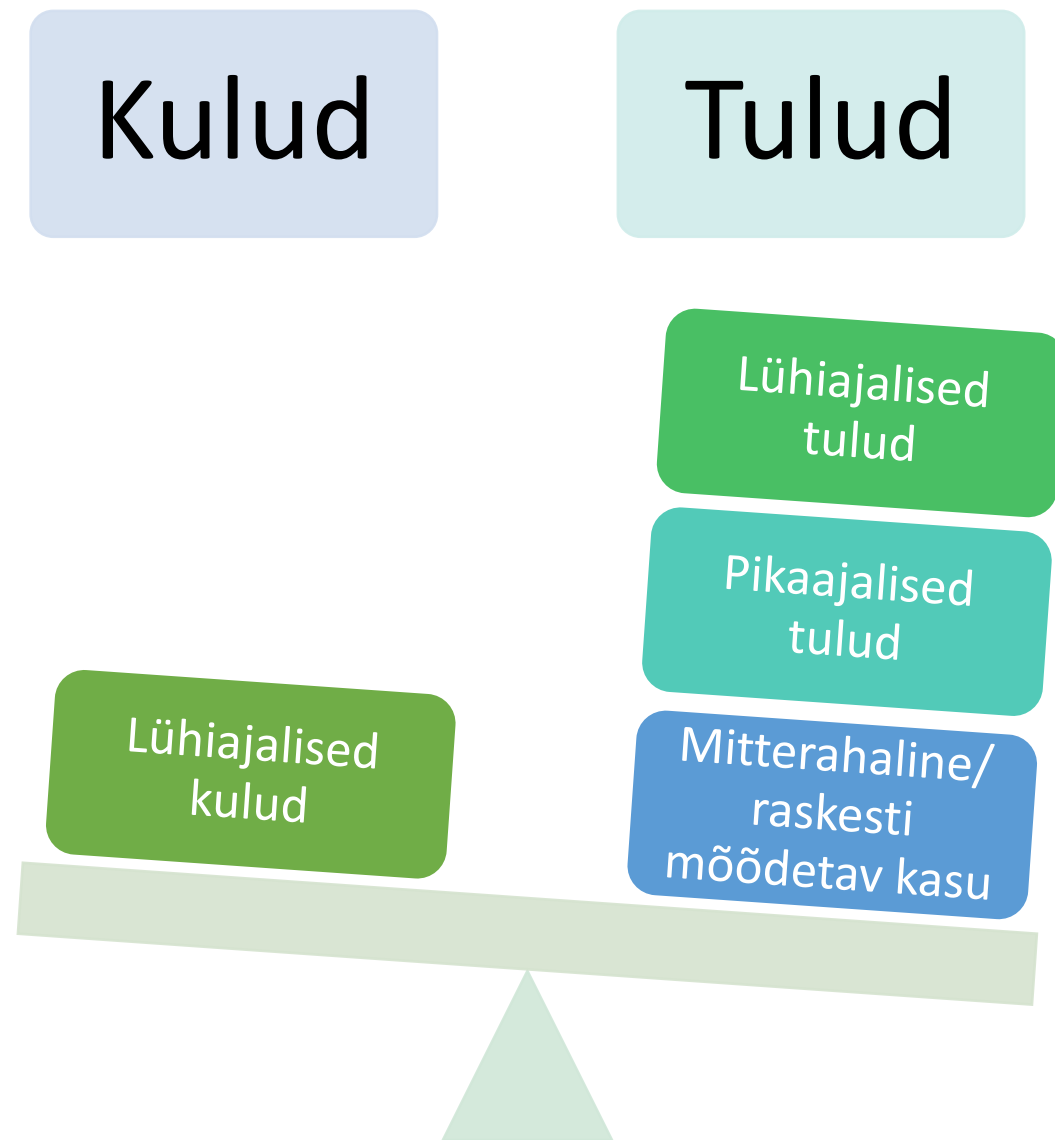 Kulud
Tulud
Lühiajalised
tulud
Pikaajalised
tulud
Mitterahaline/
raskesti
mõõdetav kasu
Lühiajalised
kulud